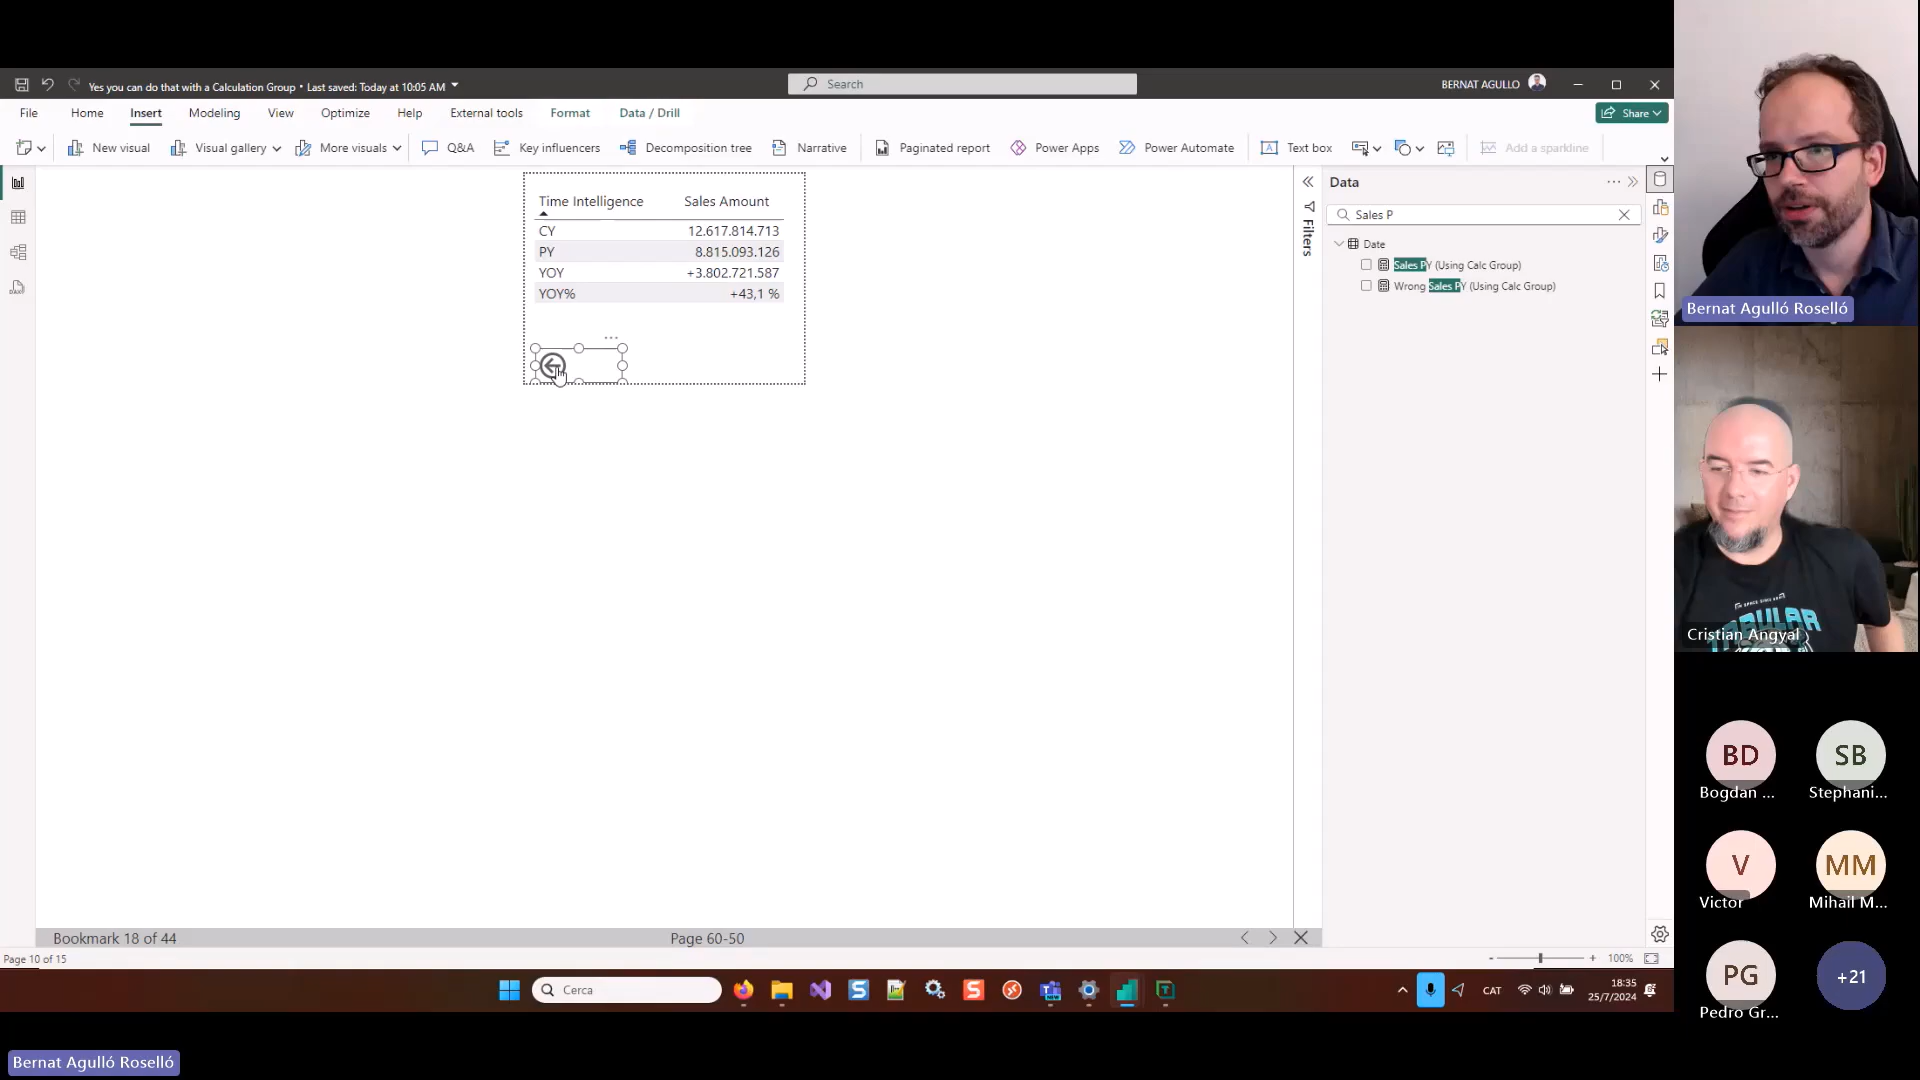 Yes you can do that with a Calculation Group • Last saved: Today at 10:05 AM
Search
BERNAT AGULLO
File
Home
Insert
Modeling
View
Optimize
Help
External tools
Format
Data / Drill
Share
New visual
Visual gallery
More visuals
Q&A
Key influencers
Decomposition tree
Narrative
Paginated report
Power Apps
Power Automate
Text box
Add a sparkline
Time Intelligence Sales Amount
CY 12.617.814.713
PY 8.815.093.126
YOY +3.802.721.587
YOY% +43,1 %
Filters
Data
Sales P
Date
Sales PY (Using Calc Group)
Wrong Sales PY (Using Calc Group)
Bookmark 18 of 44
Page 60-50
Page 10 of 15
100%
Cerca
CAT
18:35
25/7/2024
Bernat Agulló Roselló
Cristian Angyal
BD
Bogdan ...
SB
Stephani...
V
Victor
MM
Mihail M...
PG
Pedro Gr...
+21
Bernat Agulló Roselló